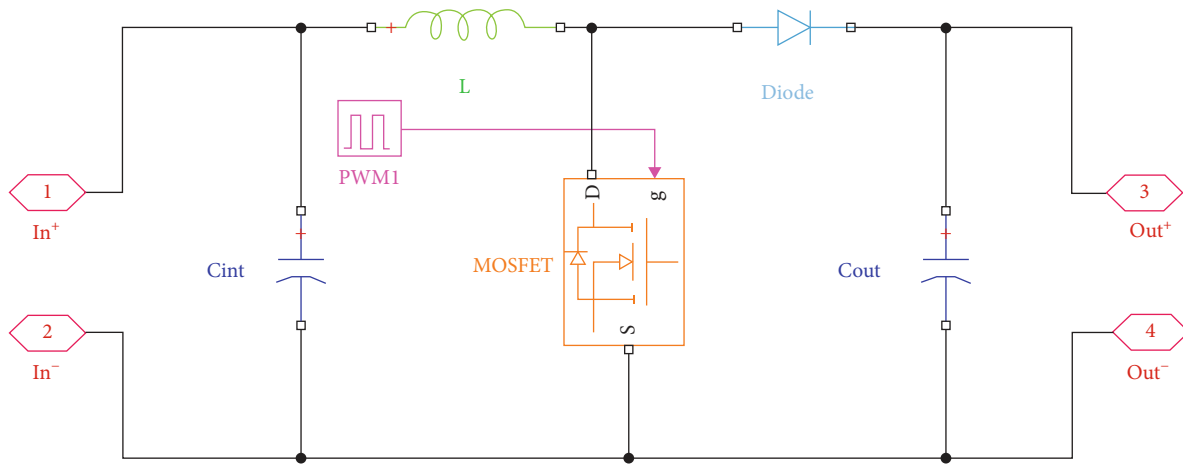 L
Diode
PWM1
D
g
1
3
In⁺
Out⁺
MOSFET
Cint
Cout
S
2
4
In⁻
Out⁻